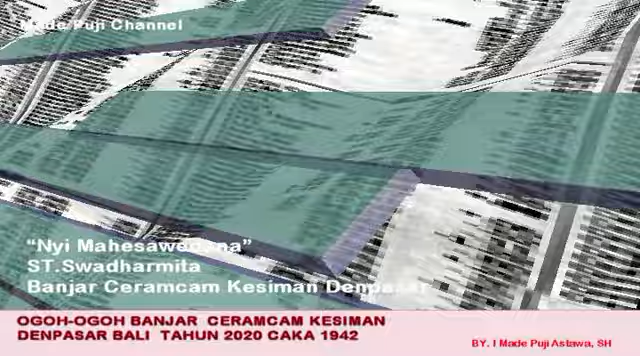 Made Puji Channel
“Nyi Mahesawedana”
ST.Swadharmita
Banjar Ceramcam Kesiman Denpasar
OGOH-OGOH BANJAR CERAMCAM KESIMAN
DENPASAR BALI TAHUN 2020 CAKA 1942
BY. I Made Puji Astawa, SH